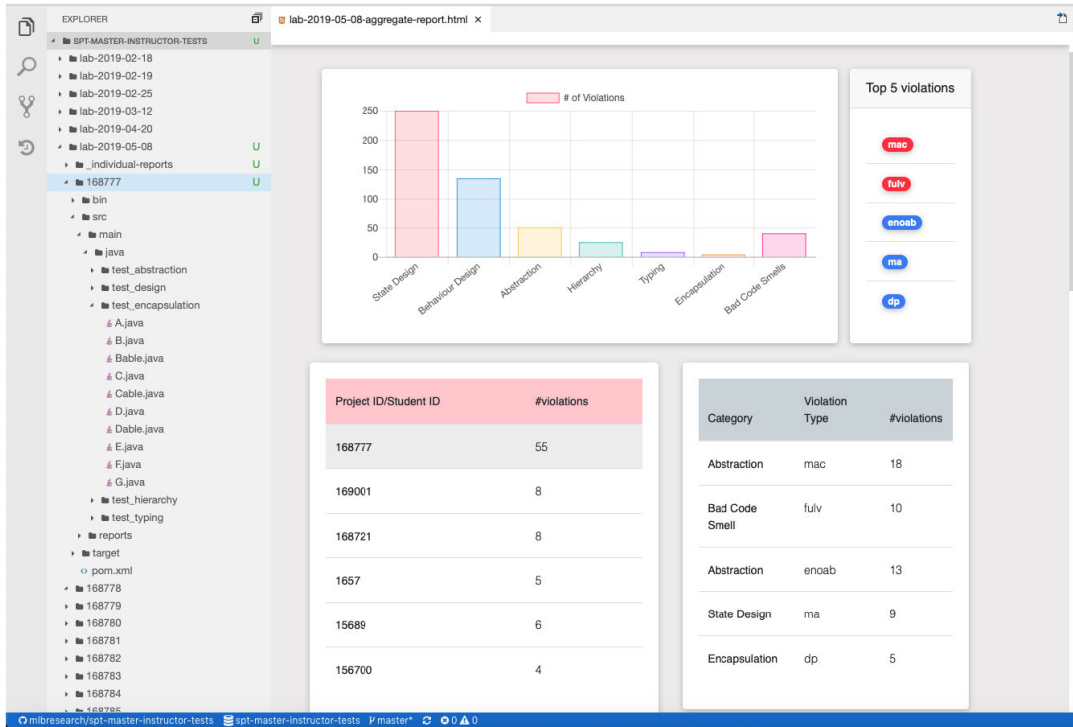 EXPLORER
lab-2019-05-08-aggregate-report.html ×
SPT-MASTER-INSTRUCTOR-TESTS U
lab-2019-02-18
lab-2019-02-19
lab-2019-02-25
lab-2019-03-12
lab-2019-04-20
lab-2019-05-08 U
_individual-reports U
168777 U
bin
src
main
java
test_abstraction
test_design
test_encapsulation
A.java
B.java
Bable.java
C.java
Cable.java
D.java
Dable.java
E.java
F.java
G.java
test_hierarchy
test_typing
reports
target
pom.xml
168778
168779
168780
168781
168782
168783
168784
168785
# of Violations
250
200
150
100
50
0
State Design
Behaviour Design
Abstraction
Hierarchy
Typing
Encapsulation
Bad Code Smells
Top 5 violations
mac
fulv
enoab
ma
dp
Project ID/Student ID #violations
168777 55
169001 8
168721 8
1657 5
15689 6
156700 4
Violation
Category Type #violations
Abstraction mac 18
Bad Code fulv 10
Smell
Abstraction enoab 13
State Design ma 9
Encapsulation dp 5
mlbresearch/spt-master-instructor-tests spt-master-instructor-tests master* 0 0